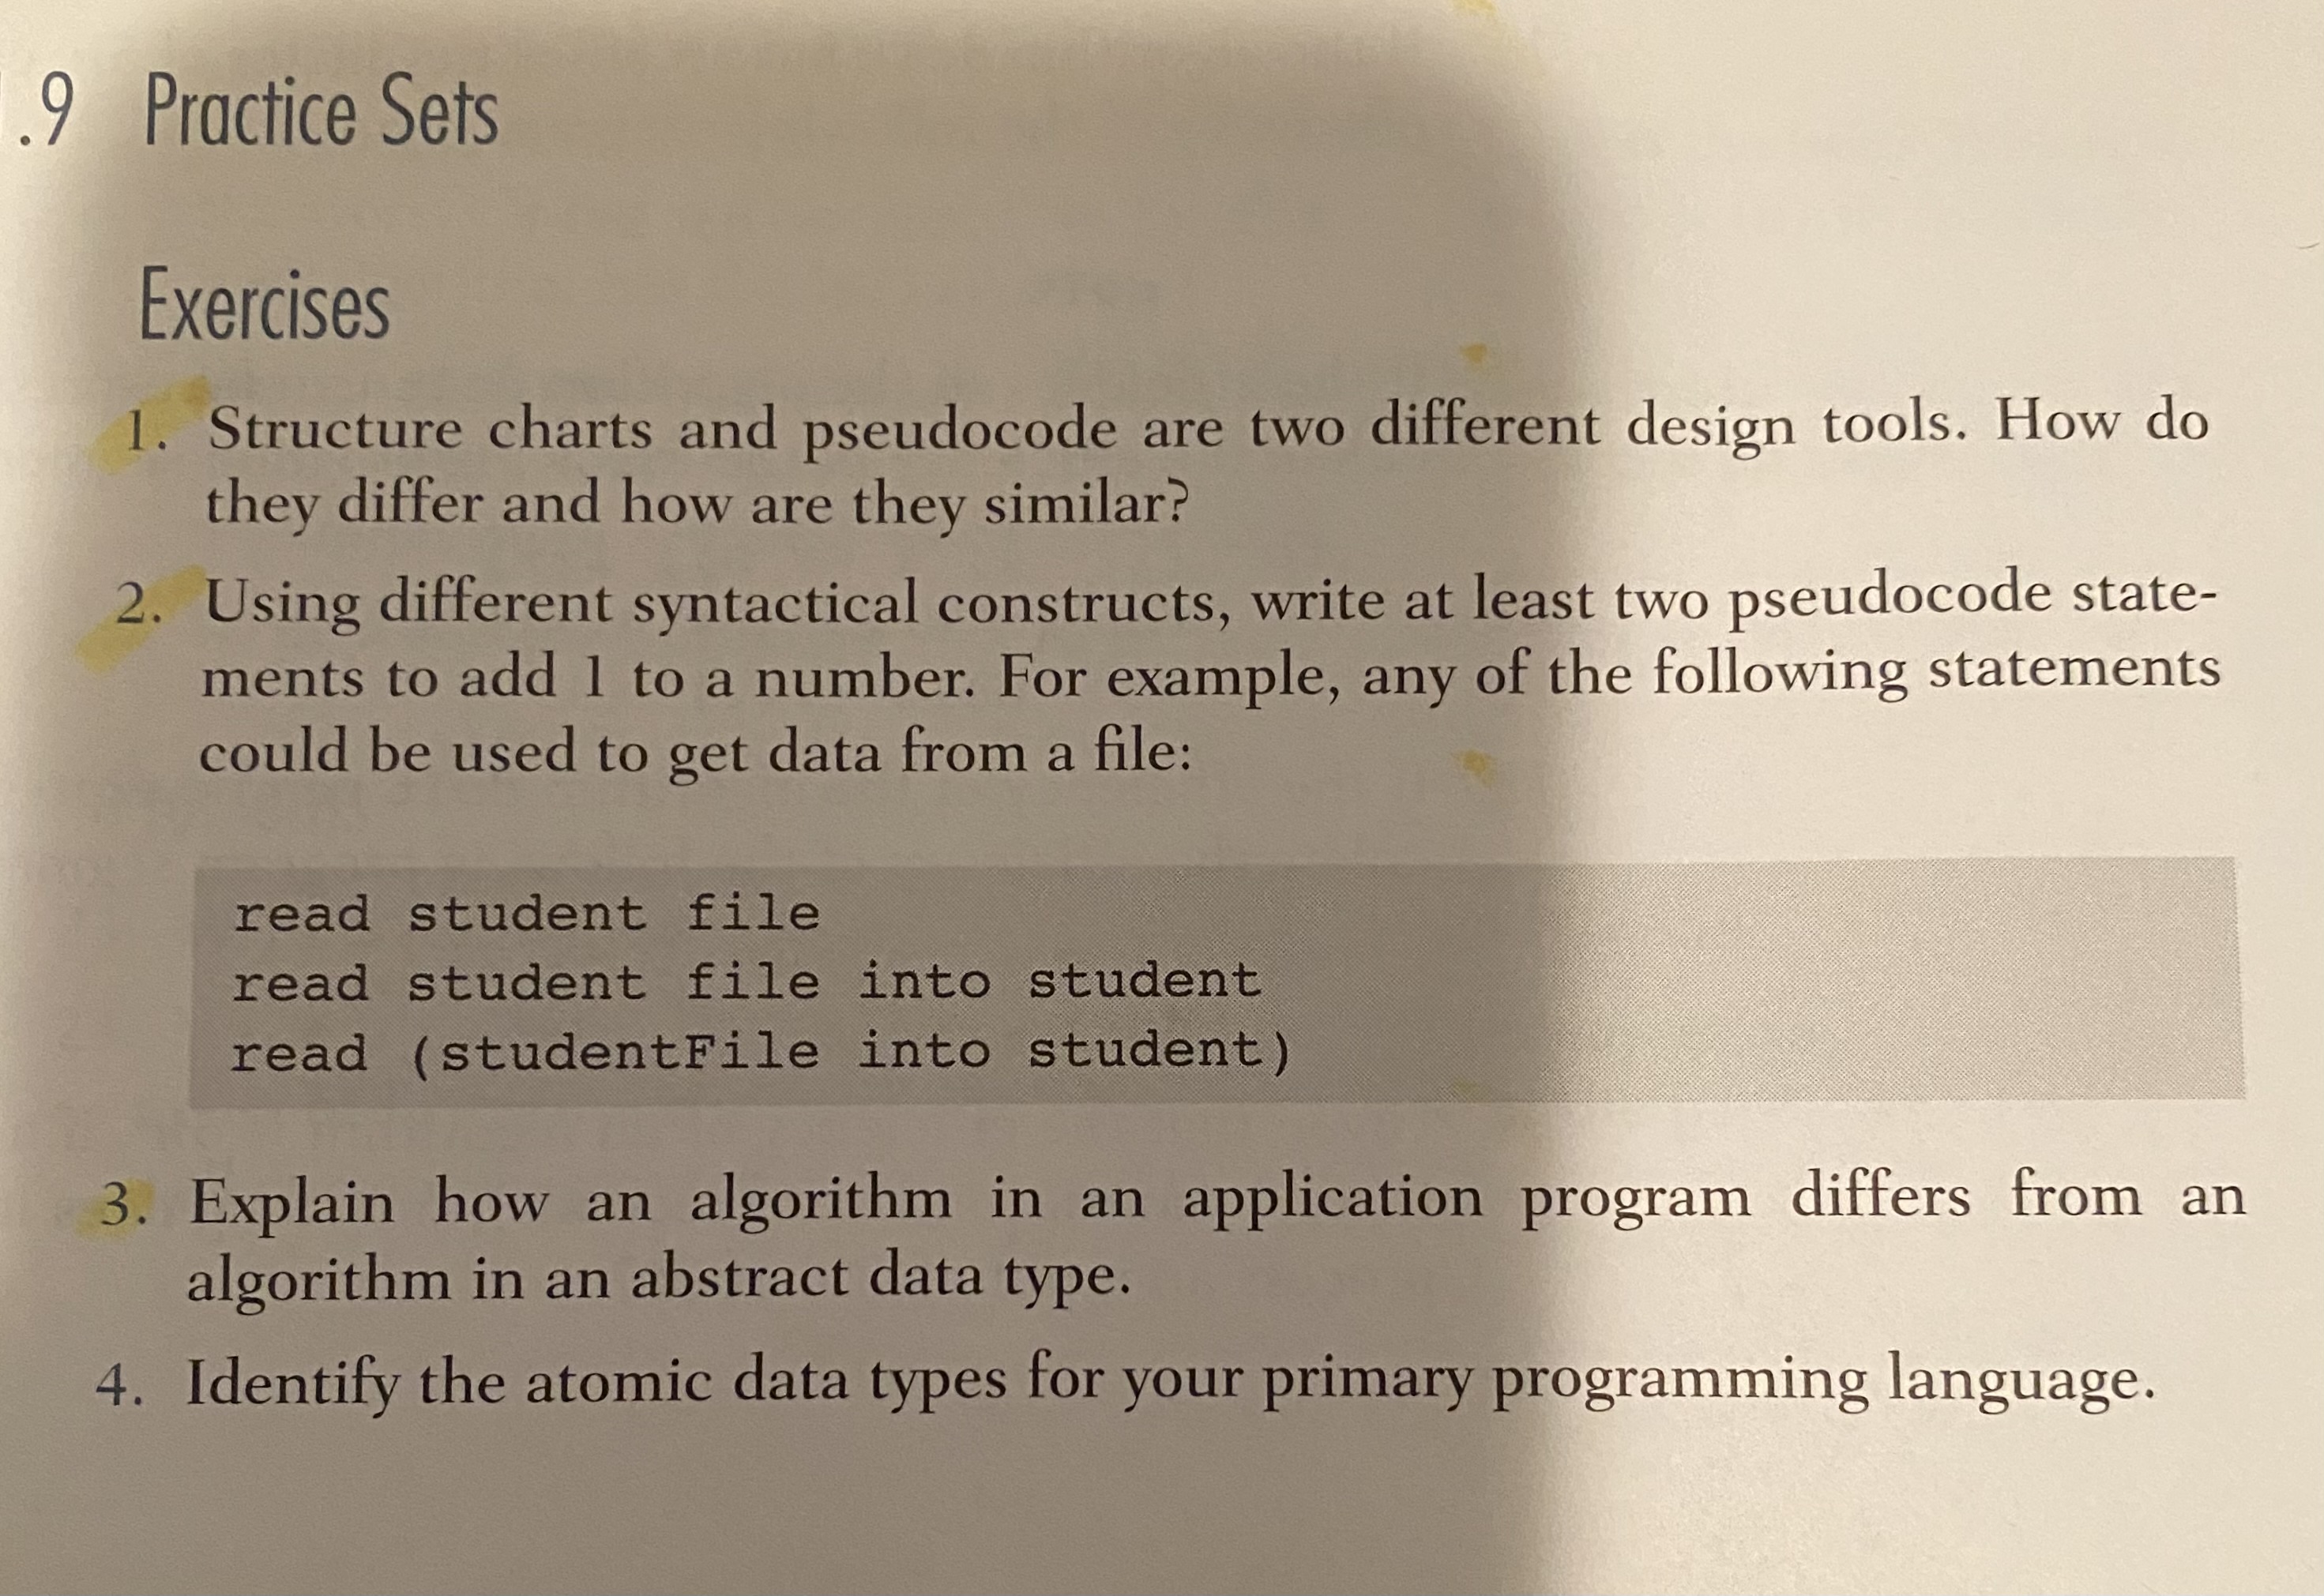 .9 Practice Sets
Exercises
1. Structure charts and pseudocode are two different design tools. How do
they differ and how are they similar?
2. Using different syntactical constructs, write at least two pseudocode state-
ments to add 1 to a number. For example, any of the following statements
could be used to get data from a file:
read student file
read student file into student
read (studentFile into student)
3. Explain how an algorithm in an application program differs from an
algorithm in an abstract data type.
4. Identify the atomic data types for your primary programming language.